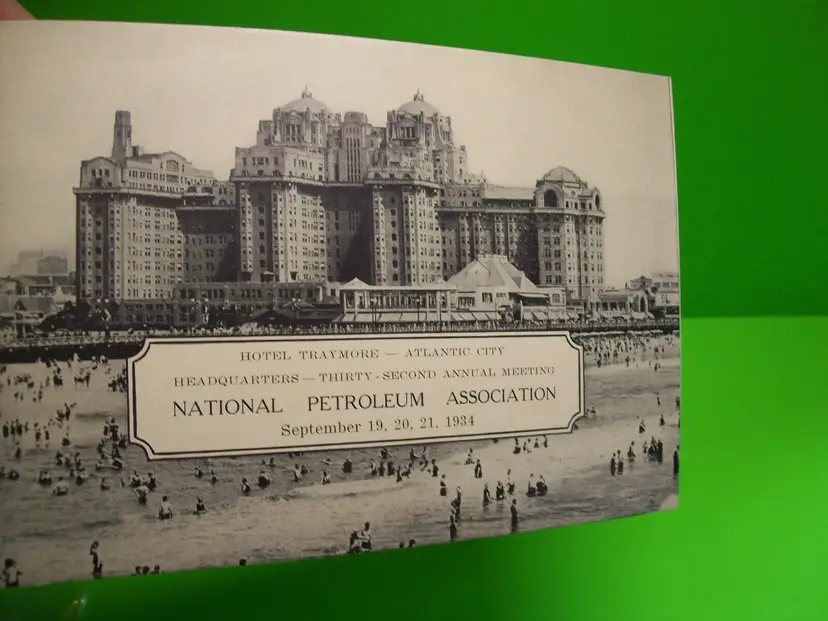 HOTEL TRAYMORE — ATLANTIC CITY
HEADQUARTERS — THIRTY-SECOND ANNUAL MEETING
NATIONAL PETROLEUM ASSOCIATION
September 19, 20, 21, 1934